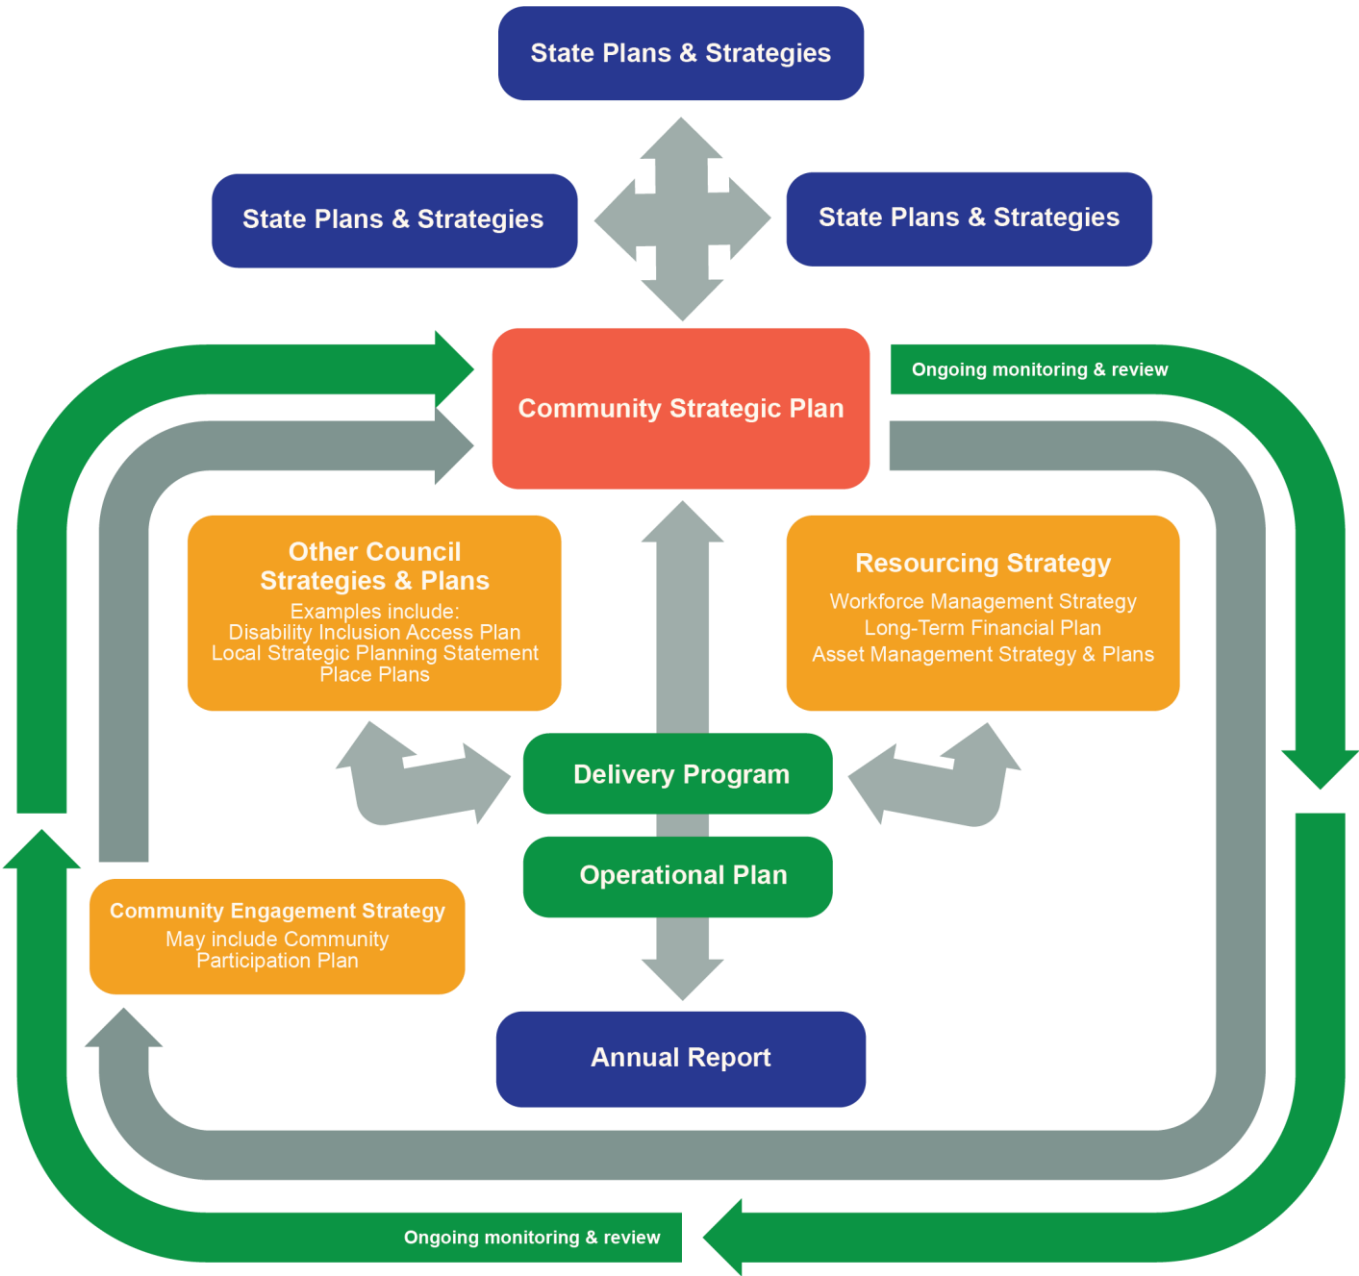 State Plans & Strategies
State Plans & Strategies
State Plans & Strategies
Community Strategic Plan
Ongoing monitoring & review
Other Council
Strategies & Plans
Examples include:
Disability Inclusion Access Plan
Local Strategic Planning Statement
Place Plans
Resourcing Strategy
Workforce Management Strategy
Long-Term Financial Plan
Asset Management Strategy & Plans
Delivery Program
Operational Plan
Community Engagement Strategy
May include Community
Participation Plan
Annual Report
Ongoing monitoring & review